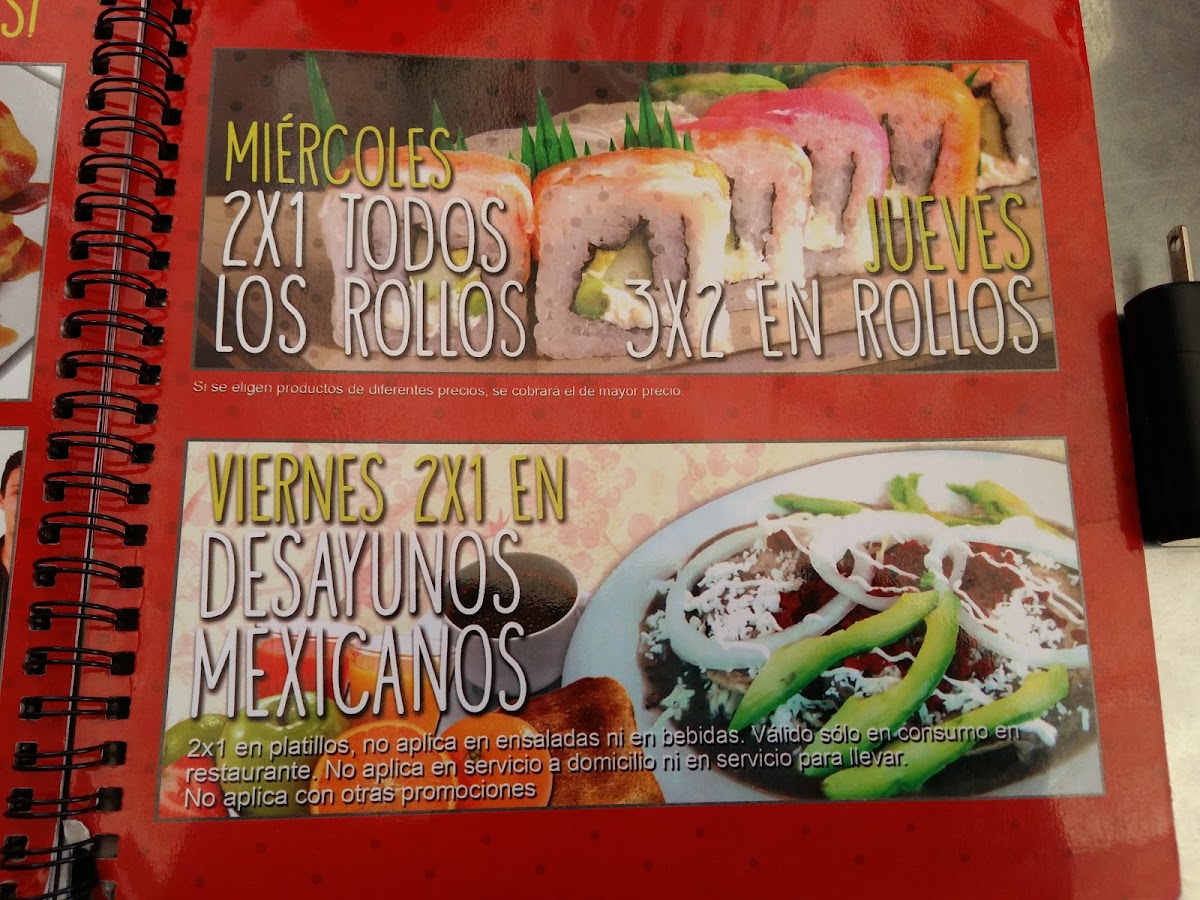 S!
MIÉRCOLES
2X1 TODOS
LOS ROLLOS
JUEVES
3X2 EN ROLLOS
Si se eligen productos de diferentes precios, se cobrará el de mayor precio.
VIERNES 2X1 EN
DESAYUNOS
MEXICANOS
2x1 en platillos, no aplica en ensaladas ni en bebidas. Válido sólo en consumo en
restaurante. No aplica en servicio a domicilio ni en servicio para llevar.
No aplica con otras promociones